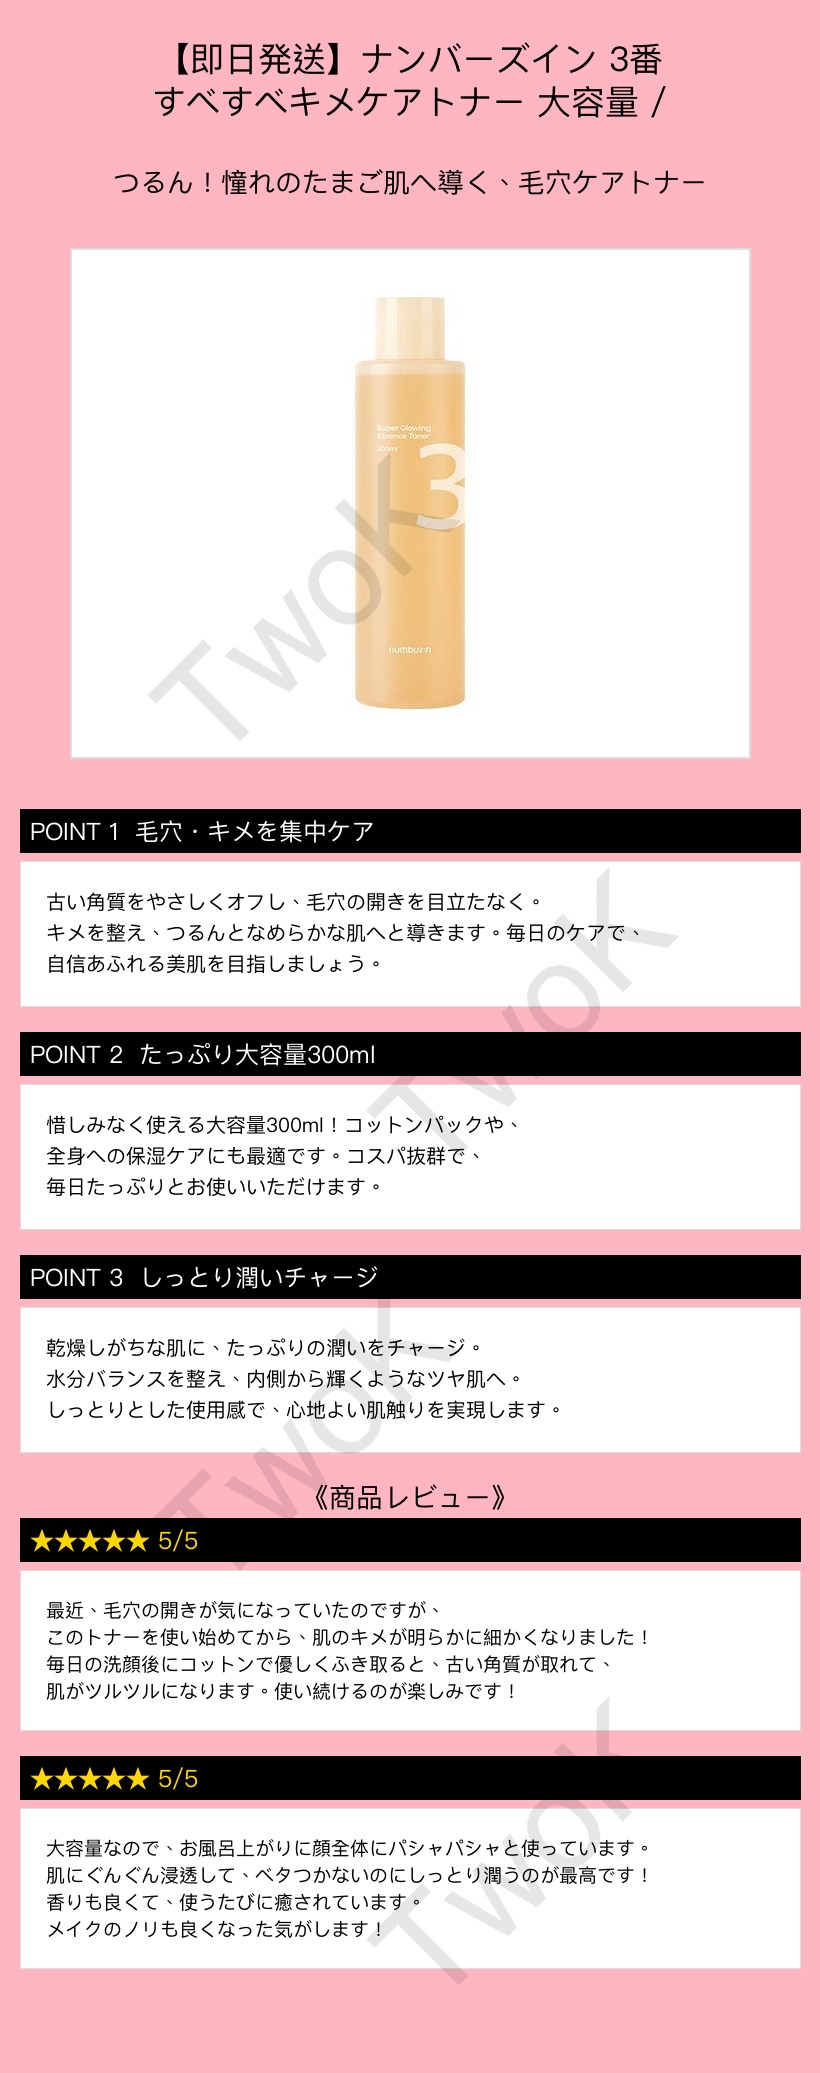 【即日発送】ナンバーズイン 3番
すべすべキメケアトナー 大容量 /
つるん！憧れのたまご肌へ導く、毛穴ケアトナー
Super Glowing
Essence Toner
300ml
3
numbuzin
TwoK
POINT 1 毛穴・キメを集中ケア
古い角質をやさしくオフし、毛穴の開きを目立たなく。
キメを整え、つるんとなめらかな肌へと導きます。毎日のケアで、
自信あふれる美肌を目指しましょう。
TwoK
POINT 2 たっぷり大容量300ml
惜しみなく使える大容量300ml！コットンパックや、
全身への保湿ケアにも最適です。コスパ抜群で、
毎日たっぷりとお使いいただけます。
POINT 3 しっとり潤いチャージ
乾燥しがちな肌に、たっぷりの潤いをチャージ。
水分バランスを整え、内側から輝くようなツヤ肌へ。
しっとりとした使用感で、心地よい肌触りを実現します。
TwoK
《商品レビュー》
★★★★★ 5/5
最近、毛穴の開きが気になっていたのですが、
このトナーを使い始めてから、肌のキメが明らかに細かくなりました！
毎日の洗顔後にコットンで優しくふき取ると、古い角質が取れて、
肌がツルツルになります。使い続けるのが楽しみです！
★★★★★ 5/5
大容量なので、お風呂上がりに顔全体にパシャパシャと使っています。
肌にぐんぐん浸透して、ベタつかないのにしっとり潤うのが最高です！
香りも良くて、使うたびに癒されています。
メイクのノリも良くなった気がします！
TwoK